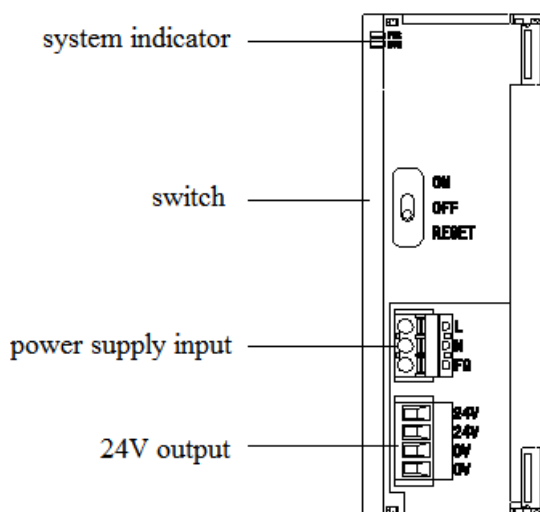 system indicator
switch
ON
OFF
RESET
power supply input
L
N
FG
24V output
24V
24V
0V
0V